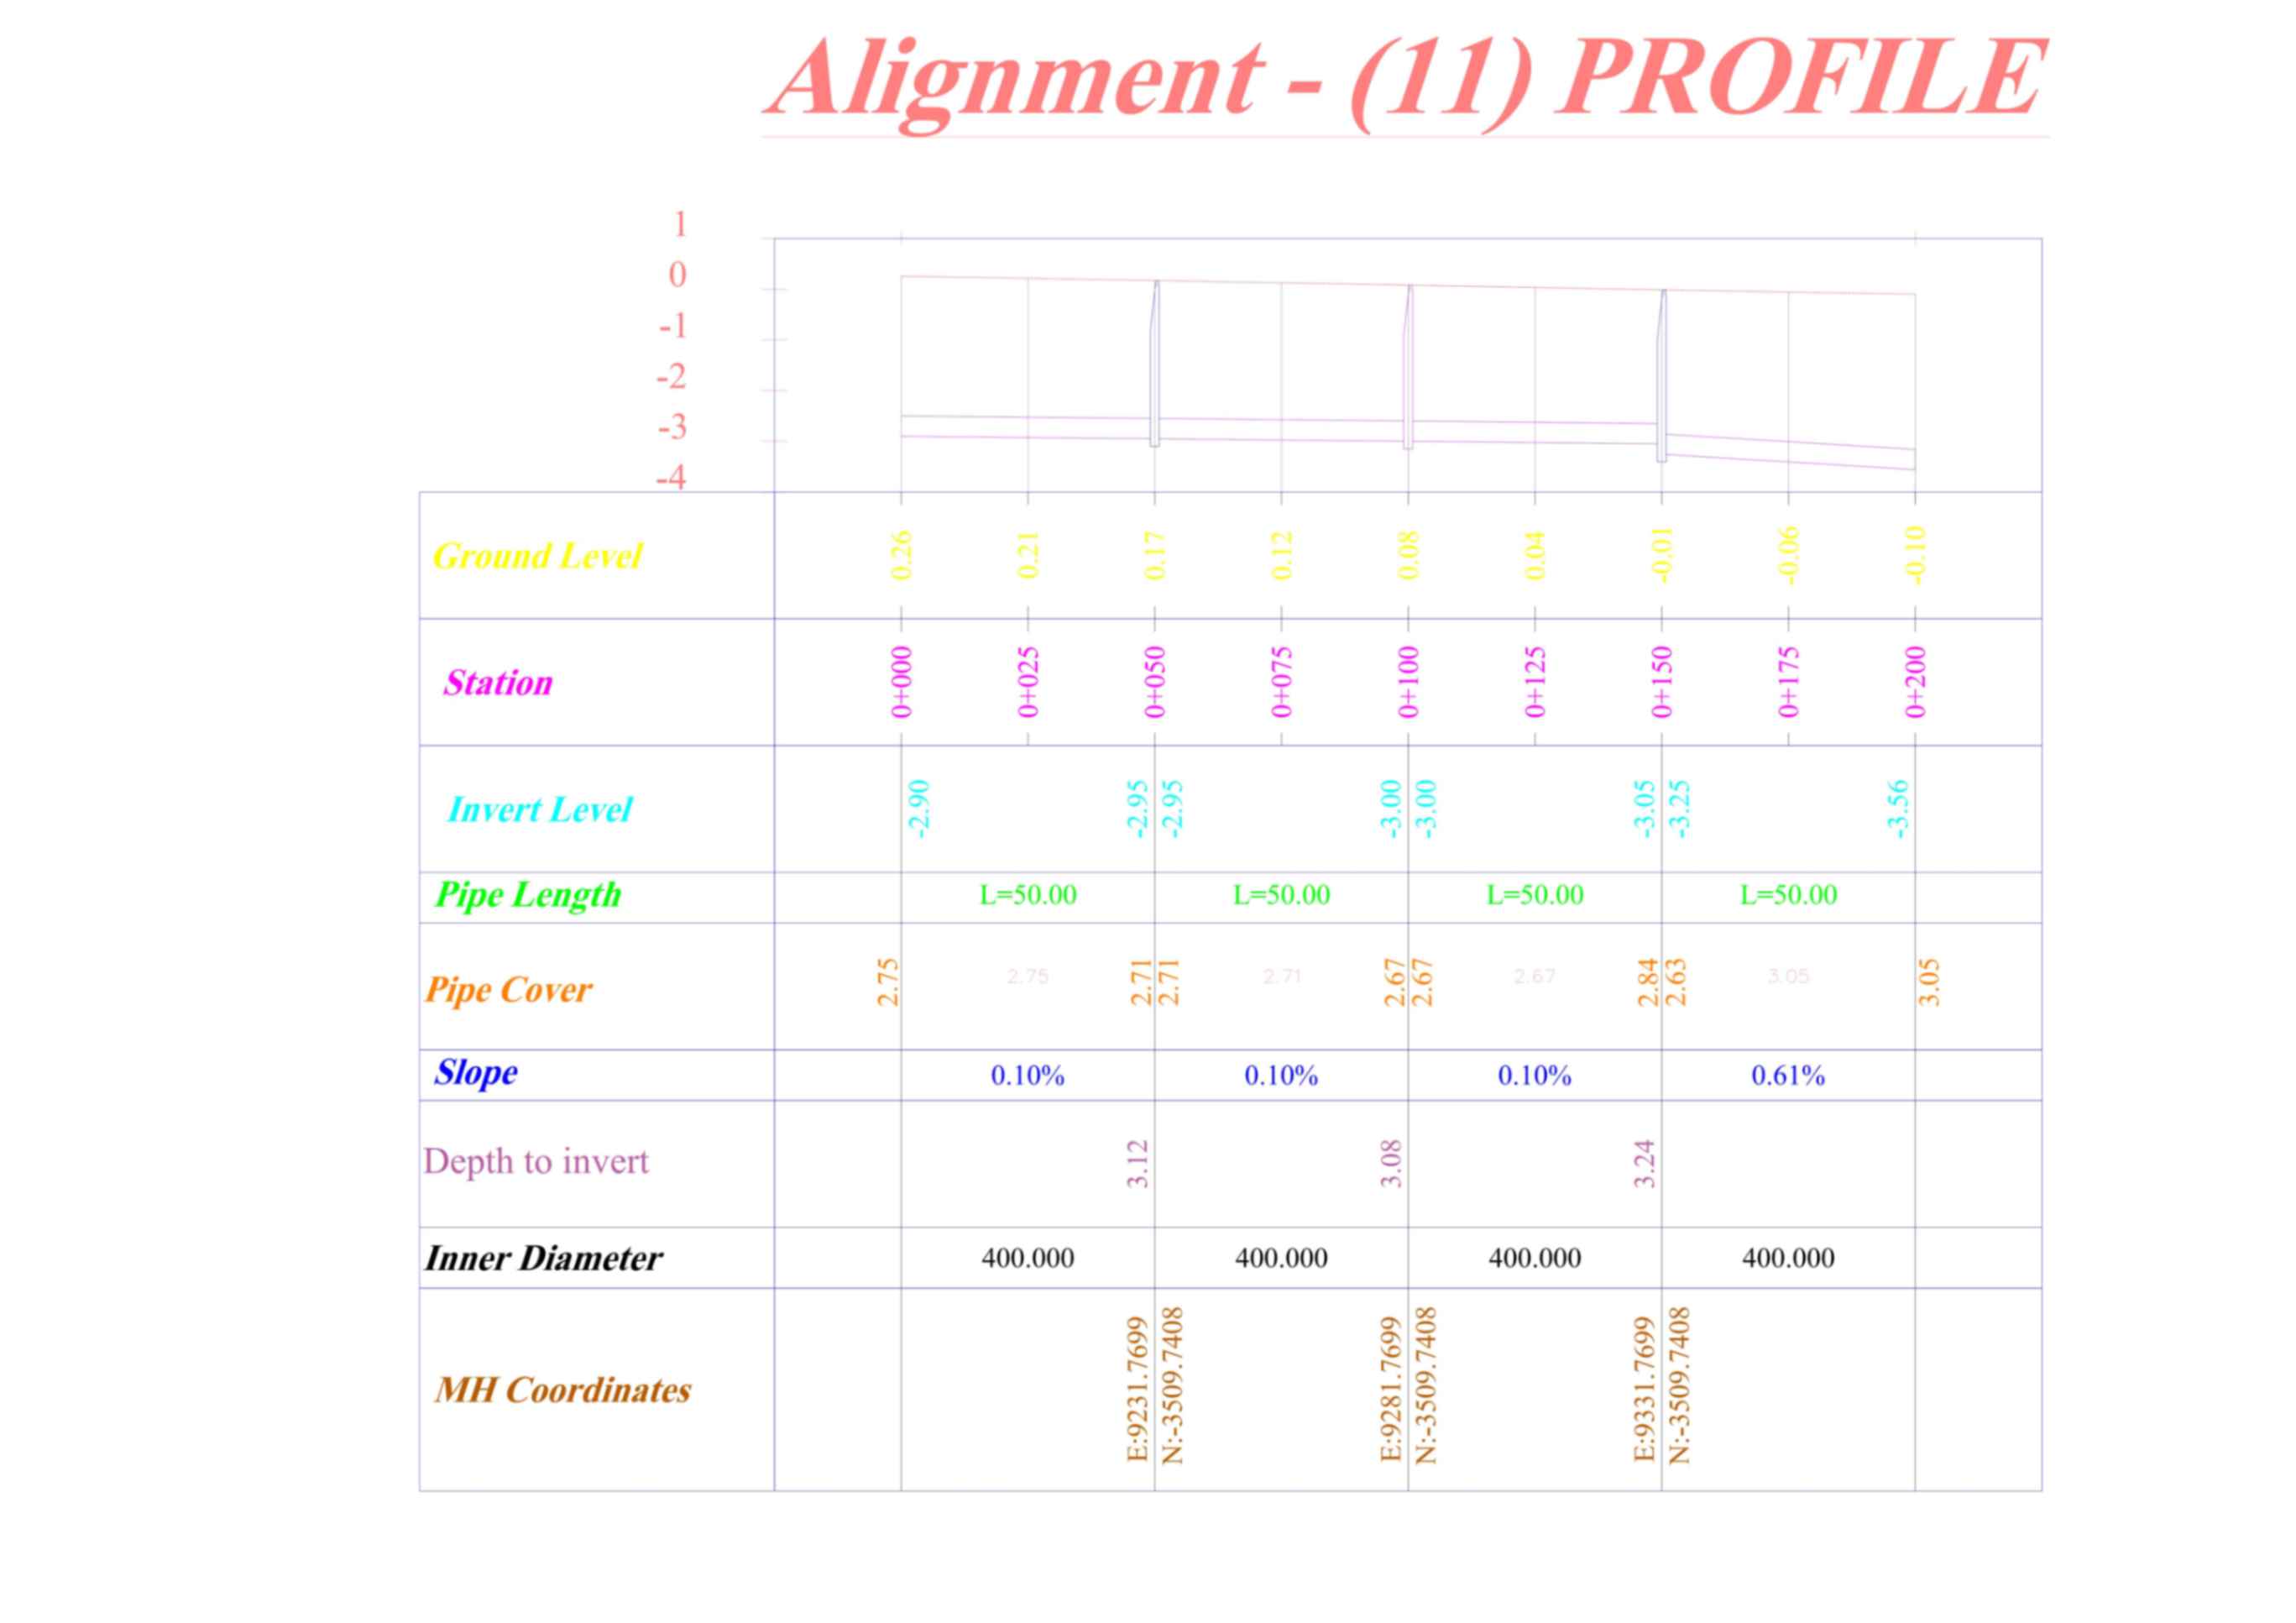 Alignment - (11) PROFILE
1
0
-1
-2
-3
-4
Ground Level 0.26 0.21 0.17 0.12 0.08 0.04 -0.01 -0.06 -0.10
Station 0+000 0+025 0+050 0+075 0+100 0+125 0+150 0+175 0+200
Invert Level -2.90 -2.95 -2.95 -3.00 -3.00 -3.05 -3.25 -3.56
Pipe Length L=50.00 L=50.00 L=50.00 L=50.00
Pipe Cover 2.75 2.75 2.71 2.71 2.71 2.67 2.67 2.67 2.84 2.63 3.05 3.05
Slope 0.10% 0.10% 0.10% 0.61%
Depth to invert 3.12 3.08 3.24
Inner Diameter 400.000 400.000 400.000 400.000
MH Coordinates E:9231.7699 N:-3509.7408 E:9281.7699 N:-3509.7408 E:9331.7699 N:-3509.7408